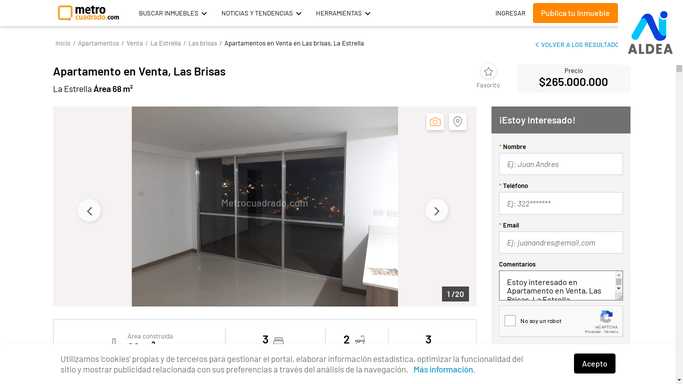 metro
cuadrado.com
BUSCAR INMUEBLES
NOTICIAS Y TENDENCIAS
HERRAMIENTAS
INGRESAR
Publica tu Inmueble
ALDEA
Inicio / Apartamentos / Venta / La Estrella / Las brisas / Apartamentos en Venta en Las brisas, La Estrella
< VOLVER A LOS RESULTADO
Apartamento en Venta, Las Brisas
La Estrella Área 68 m²
Favorito
Precio
$265.000.000
Metrocuadrado.com
1 / 20
¡Estoy Interesado!
* Nombre
Ej: Juan Andres
* Teléfono
Ej: 322*******
* Email
Ej: juanandres@email.com
Comentarios
Estoy interesado en
Apartamento en Venta, Las
Brisas, La Estrella
No soy un robot
reCAPTCHA
Privacidad - Términos
Área construida
3
2
3
Utilizamos 'cookies' propias y de terceros para gestionar el portal, elaborar información estadística, optimizar la funcionalidad del
sitio y mostrar publicidad relacionada con sus preferencias a través del análisis de la navegación. Más información.
Acepto